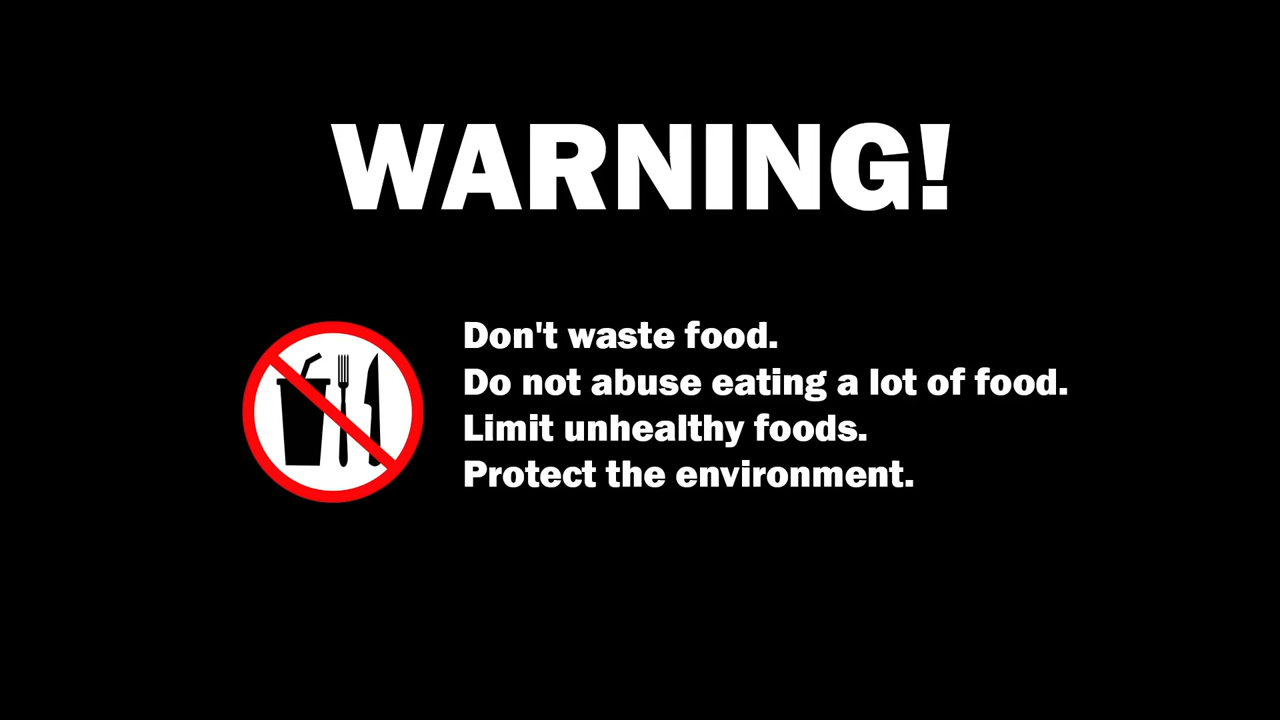 WARNING!
Don't waste food.
Do not abuse eating a lot of food.
Limit unhealthy foods.
Protect the environment.